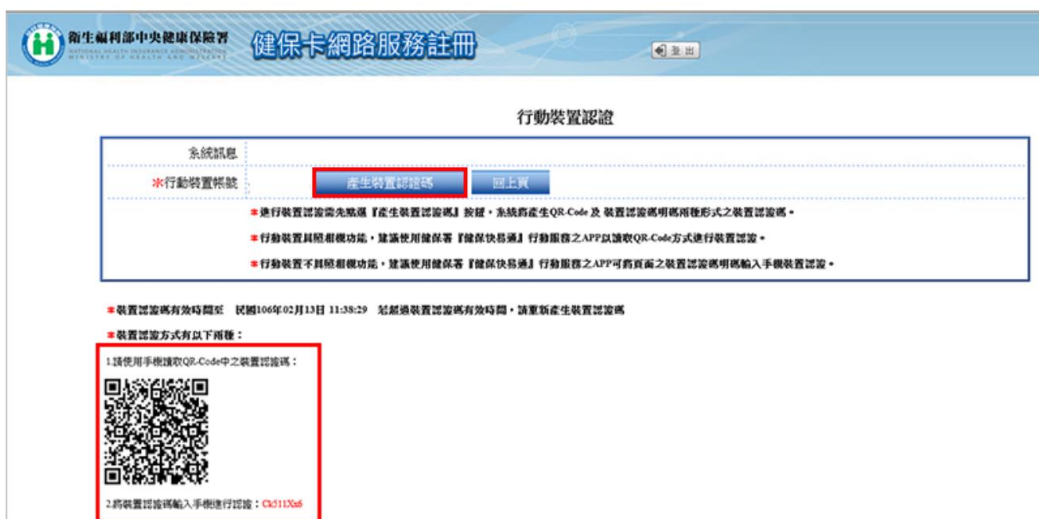 衛生福利部中央健康保險署
NATIONAL HEALTH INSURANCE ADMINISTRATION
MINISTRY OF HEALTH AND WELFARE
健保卡網路服務註冊
登出
行動裝置認證
系統訊息
*行動裝置帳號
產生裝置認證碼
回上頁
*進行裝置認證需先點選『產生裝置認證碼』按鈕,系統將產生QR-Code 及 裝置認證碼明碼兩種形式之裝置認證碼。
*行動裝置具照相機功能,建議使用健保署『健保快易通』行動服務之APP以讀取QR-Code方式進行裝置認證。
*行動裝置不具照相機功能,建議使用健保署『健保快易通』行動服務之APP可將頁面之裝置認證碼明碼輸入手機裝置認證。
*裝置認證碼有效時間至 民國106年02月13日 11:38:29 若超過裝置認證碼有效時間,請重新產生裝置認證碼
*裝置認證方式有以下兩種:
1.請使用手機讀取QR-Code中之裝置認證碼:
2.將裝置認證碼輸入手機進行認證: